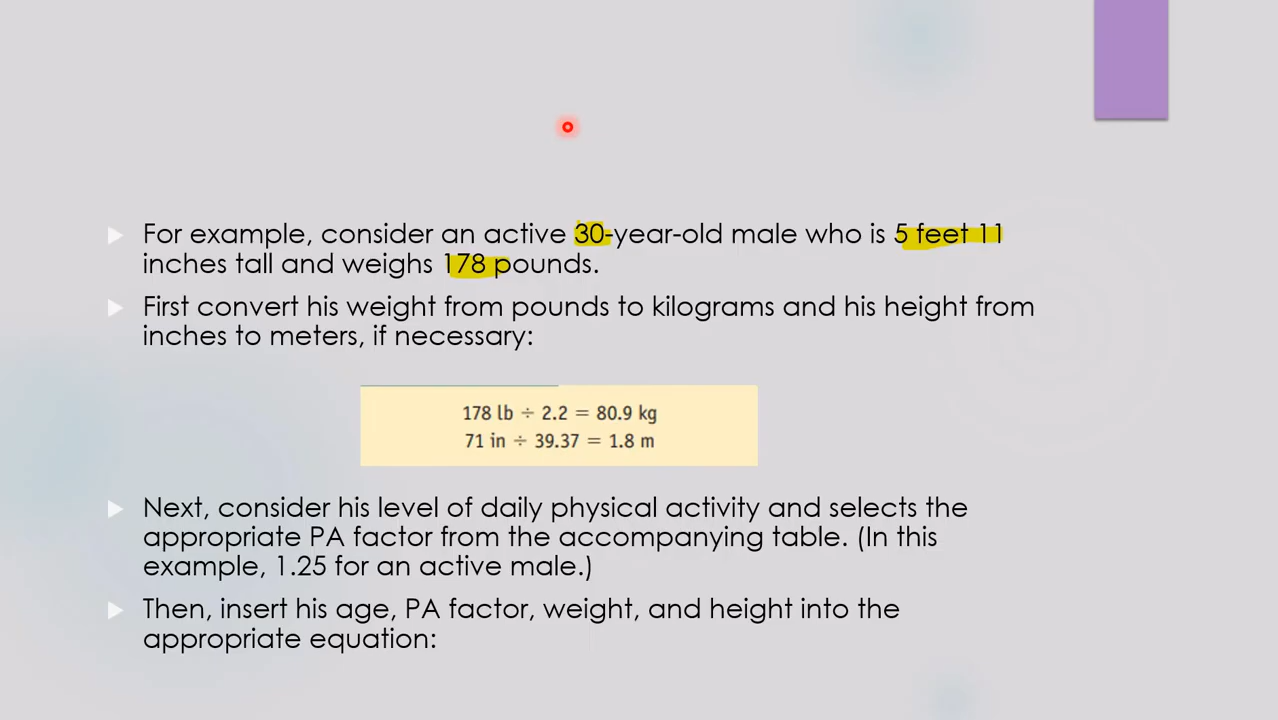 For example, consider an active 30-year-old male who is 5 feet 11
inches tall and weighs 178 pounds.
First convert his weight from pounds to kilograms and his height from
inches to meters, if necessary:
178 lb ÷ 2.2 = 80.9 kg
71 in ÷ 39.37 = 1.8 m
Next, consider his level of daily physical activity and selects the
appropriate PA factor from the accompanying table. (In this
example, 1.25 for an active male.)
Then, insert his age, PA factor, weight, and height into the
appropriate equation: